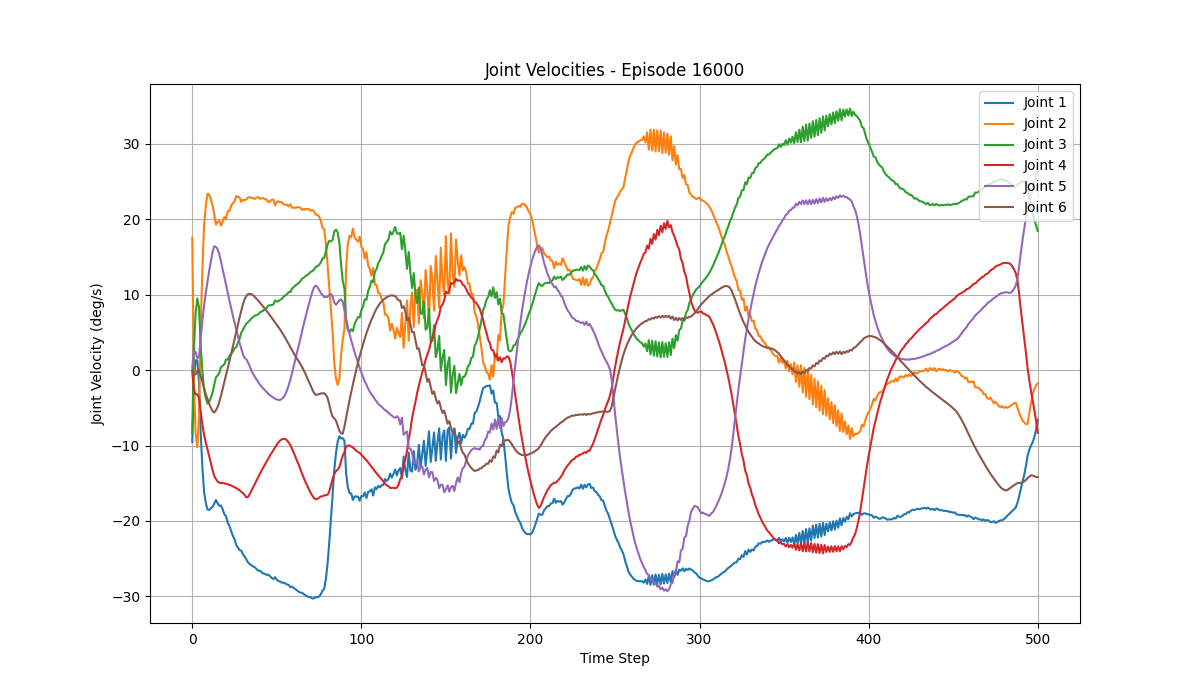 Joint Velocities - Episode 16000
Joint Velocity (deg/s)
30
20
10
0
−10
−20
−30
0
100
200
300
400
500
Time Step
Joint 1
Joint 2
Joint 3
Joint 4
Joint 5
Joint 6